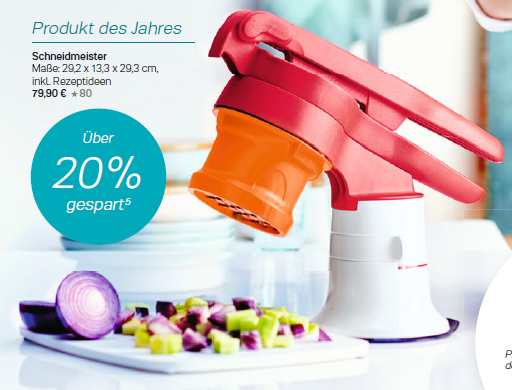 Produkt des Jahres
Schneidmeister
Maße: 29,2 x 13,3 x 29,3 cm,
inkl. Rezeptideen
79,90 € ★80
Über
20%
gespart⁵